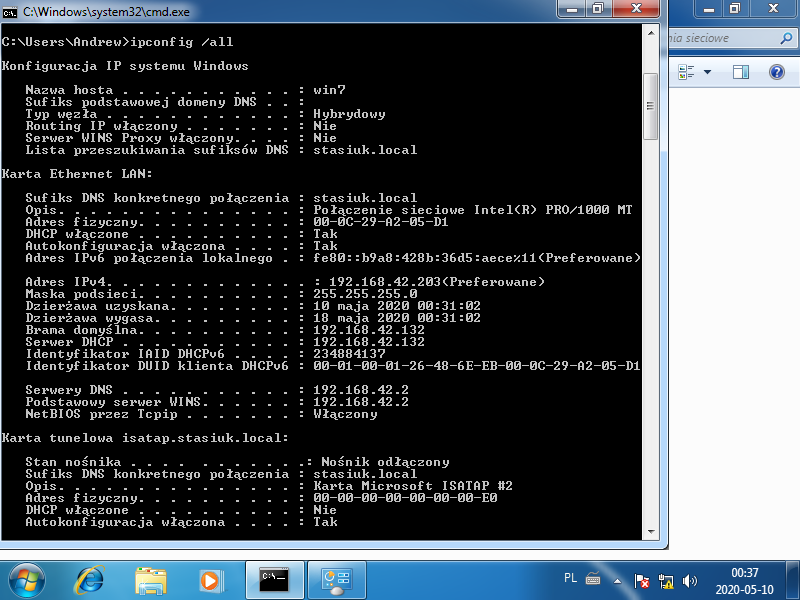 C:\Windows\system32\cmd.exe
C:\Users\Andrew>ipconfig /all
Konfiguracja IP systemu Windows
Nazwa hosta . . . . . . . . . . . : win7
Sufiks podstawowej domeny DNS . . :
Typ węzła . . . . . . . . . . . . : Hybrydowy
Routing IP włączony . . . . . . . : Nie
Serwer WINS Proxy włączony. . . . : Nie
Lista przeszukiwania sufiksów DNS : stasiuk.local
Karta Ethernet LAN:
Sufiks DNS konkretnego połączenia : stasiuk.local
Opis. . . . . . . . . . . . . . . : Połączenie sieciowe Intel(R) PRO/1000 MT
Adres fizyczny. . . . . . . . . . : 00-0C-29-A2-05-D1
DHCP włączone . . . . . . . . . . : Tak
Autokonfiguracja włączona . . . . : Tak
Adres IPv6 połączenia lokalnego . : fe80::b9a8:428b:36d5:aece%11(Preferowane)
Adres IPv4. . . . . . . . . . . . . : 192.168.42.203(Preferowane)
Maska podsieci. . . . . . . . . . : 255.255.255.0
Dzierżawa uzyskana. . . . . . . . : 10 maja 2020 00:31:02
Dzierżawa wygasa. . . . . . . . . : 18 maja 2020 00:31:02
Brama domyślna. . . . . . . . . . : 192.168.42.132
Serwer DHCP . . . . . . . . . . . : 192.168.42.132
Identyfikator IAID DHCPv6 . . . . : 234884137
Identyfikator DUID klienta DHCPv6 : 00-01-00-01-26-48-6E-EB-00-0C-29-A2-05-D1
Serwery DNS . . . . . . . . . . . : 192.168.42.2
Podstawowy serwer WINS. . . . . . : 192.168.42.2
NetBIOS przez Tcpip . . . . . . . : Włączony
Karta tunelowa isatap.stasiuk.local:
Stan nośnika . . . . . . . . . . .: Nośnik odłączony
Sufiks DNS konkretnego połączenia : stasiuk.local
Opis. . . . . . . . . . . . . . . : Karta Microsoft ISATAP #2
Adres fizyczny. . . . . . . . . . : 00-00-00-00-00-00-00-E0
DHCP włączone . . . . . . . . . . : Nie
Autokonfiguracja włączona . . . . : Tak
sieciowe
PL
00:37
2020-05-10